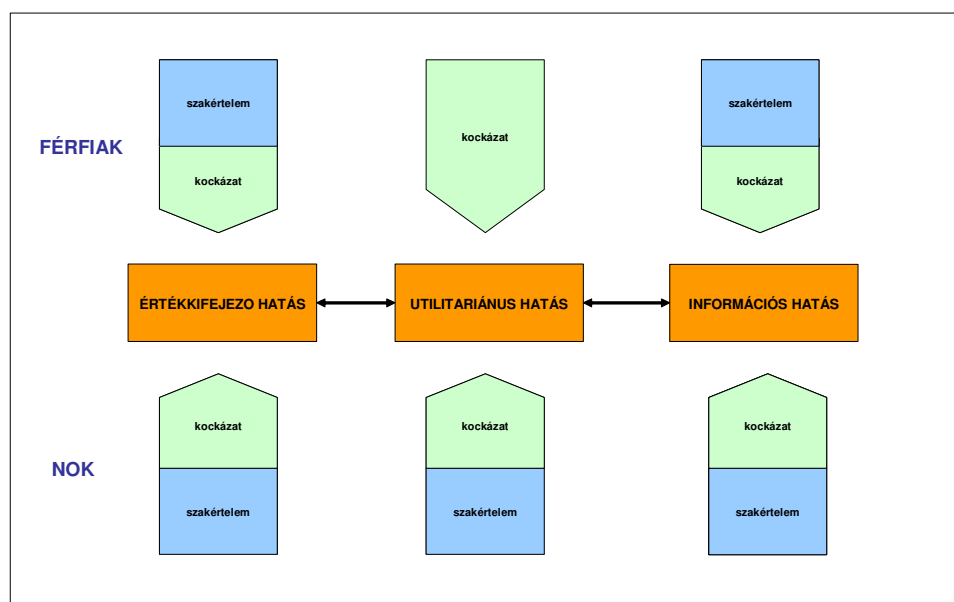 szakértelem
kockázat
szakértelem
FÉRFIAK
kockázat
kockázat
ÉRTÉKKIFEJEZO HATÁS
UTILITARIÁNUS HATÁS
INFORMÁCIÓS HATÁS
kockázat
kockázat
kockázat
NOK
szakértelem
szakértelem
szakértelem